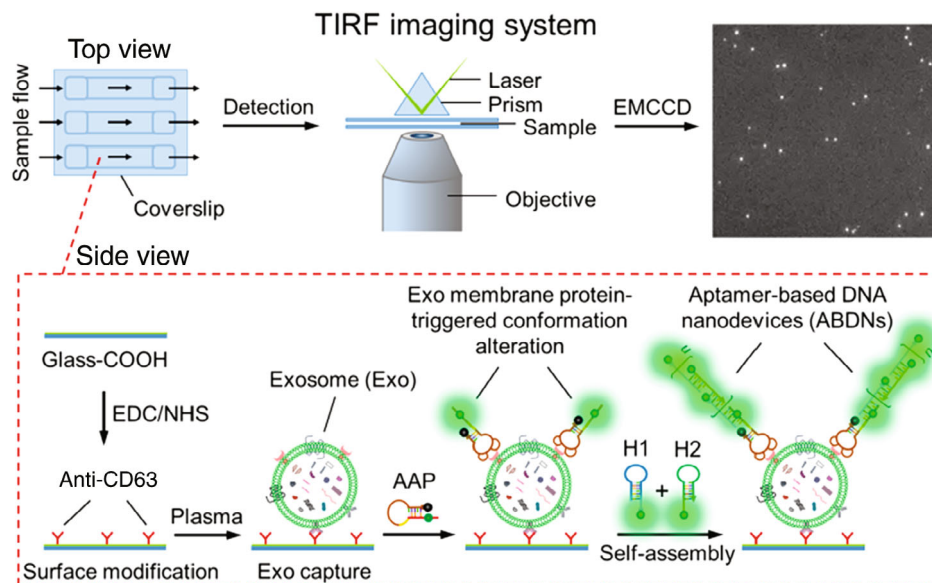 TIRF imaging system
Top view
Sample flow
Coverslip
Detection
Laser
Prism
Sample
Objective
EMCCD
Side view
Glass-COOH
EDC/NHS
Anti-CD63
Surface modification
Plasma
Exosome (Exo)
Exo capture
AAP
Exo membrane protein-
triggered conformation
alteration
H1
+
H2
Self-assembly
Aptamer-based DNA
nanodevices (ABDNs)
n
n